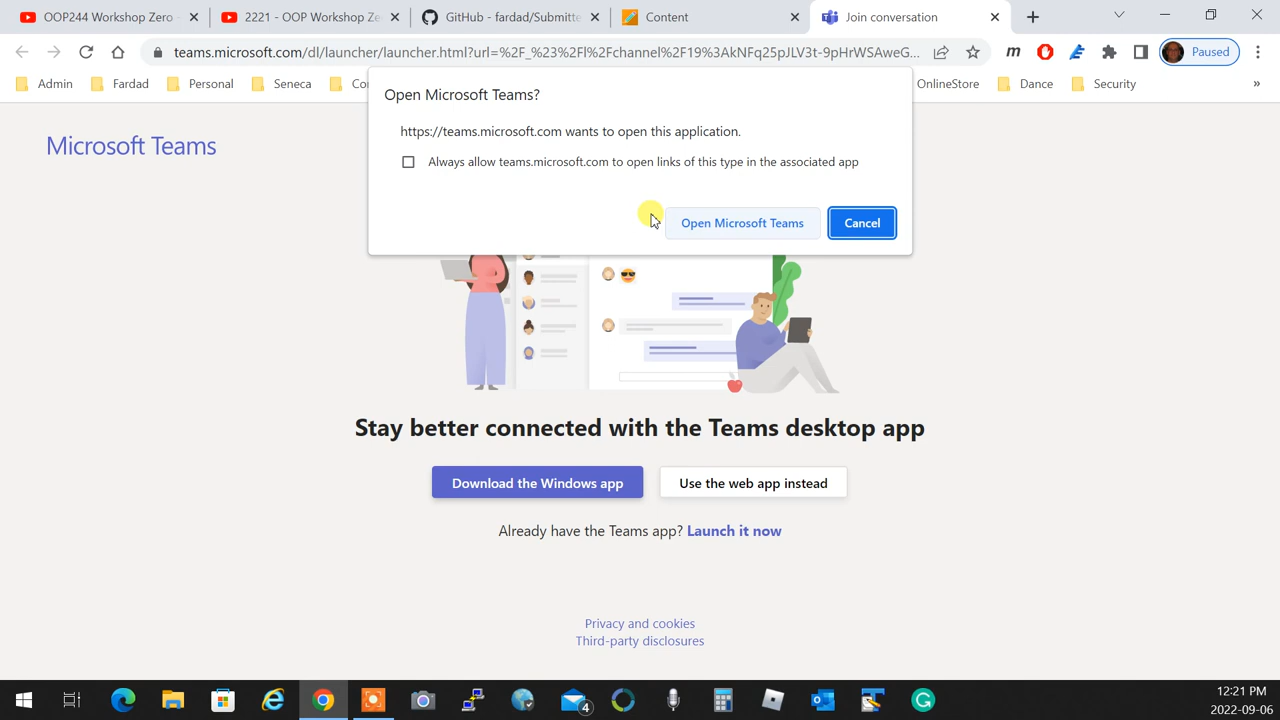 OOP244 Workshop Zero
2221 - OOP Workshop Ze
GitHub - fardad/Submitte
Content
Join conversation
teams.microsoft.com/dl/launcher/launcher.html?url=%2F_%23%2Fl%2Fchannel%2F19%3AkNFq25pJLV3t-9pHrWSAweG...
m
Paused
Admin
Fardad
Personal
Seneca
Co
OnlineStore
Dance
Security
»
Open Microsoft Teams?
https://teams.microsoft.com wants to open this application.
Always allow teams.microsoft.com to open links of this type in the associated app
Open Microsoft Teams
Cancel
Microsoft Teams
Stay better connected with the Teams desktop app
Download the Windows app
Use the web app instead
Already have the Teams app? Launch it now
Privacy and cookies
Third-party disclosures
4
12:21 PM
2022-09-06